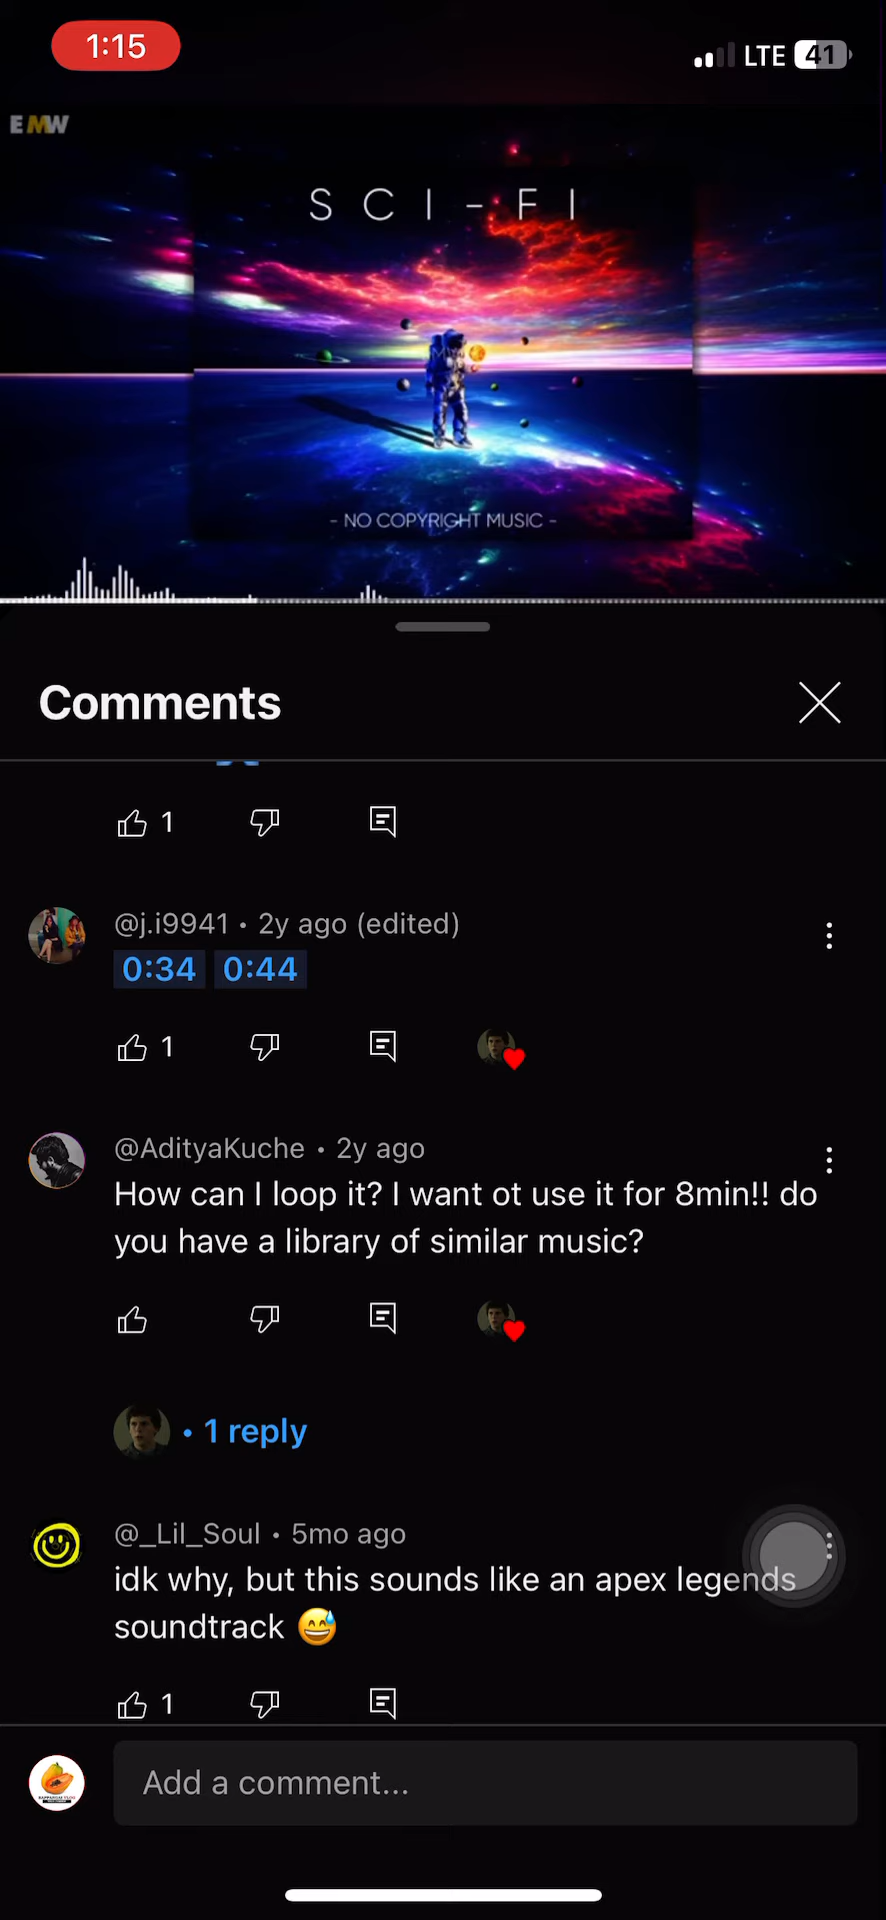 1:15
LTE 41
EMW
SCI-FI
- NO COPYRIGHT MUSIC -
Comments
1
@j.i9941 • 2y ago (edited)
0:34 0:44
1
@AdityaKuche • 2y ago
How can I loop it? I want ot use it for 8min!! do
you have a library of similar music?
• 1 reply
@_Lil_Soul • 5mo ago
idk why, but this sounds like an apex legends
soundtrack 😅
1
Add a comment...